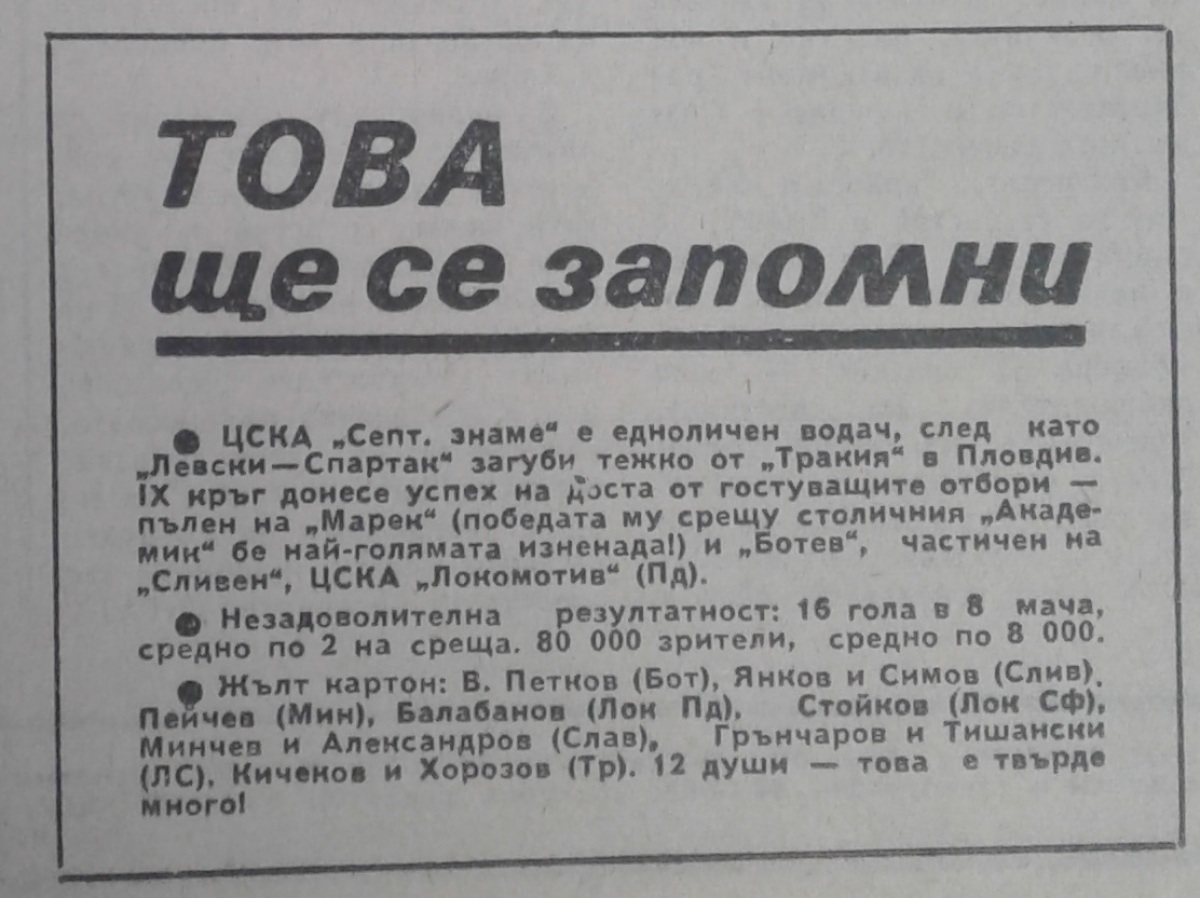 ТОВА
ще се запомни
● ЦСКА „Септ. знаме“ е едноличен водач, след като
„Левски—Спартак“ загуби тежко от „Тракия“ в Пловдив.
IX кръг донесе успех на доста от гостуващите отбори —
пълен на „Марек“ (победата му срещу столичния „Акаде-
мик“ бе най-голямата изненада!) и „Ботев“, частичен на
„Сливен“, ЦСКА „Локомотив“ (Пд).
● Незадоволителна резултатност: 16 гола в 8 мача,
средно по 2 на среща. 80 000 зрители, средно по 8 000.
● Жълт картон: В. Петков (Бот), Янков и Симов (Слив),
Пейчев (Мин), Балабанов (Лок Пд), Стойков (Лок Сф),
Минчев и Александров (Слав), Грънчаров и Тишански
(ЛС), Киченов и Хорозов (Тр). 12 души — това е твърде
много!